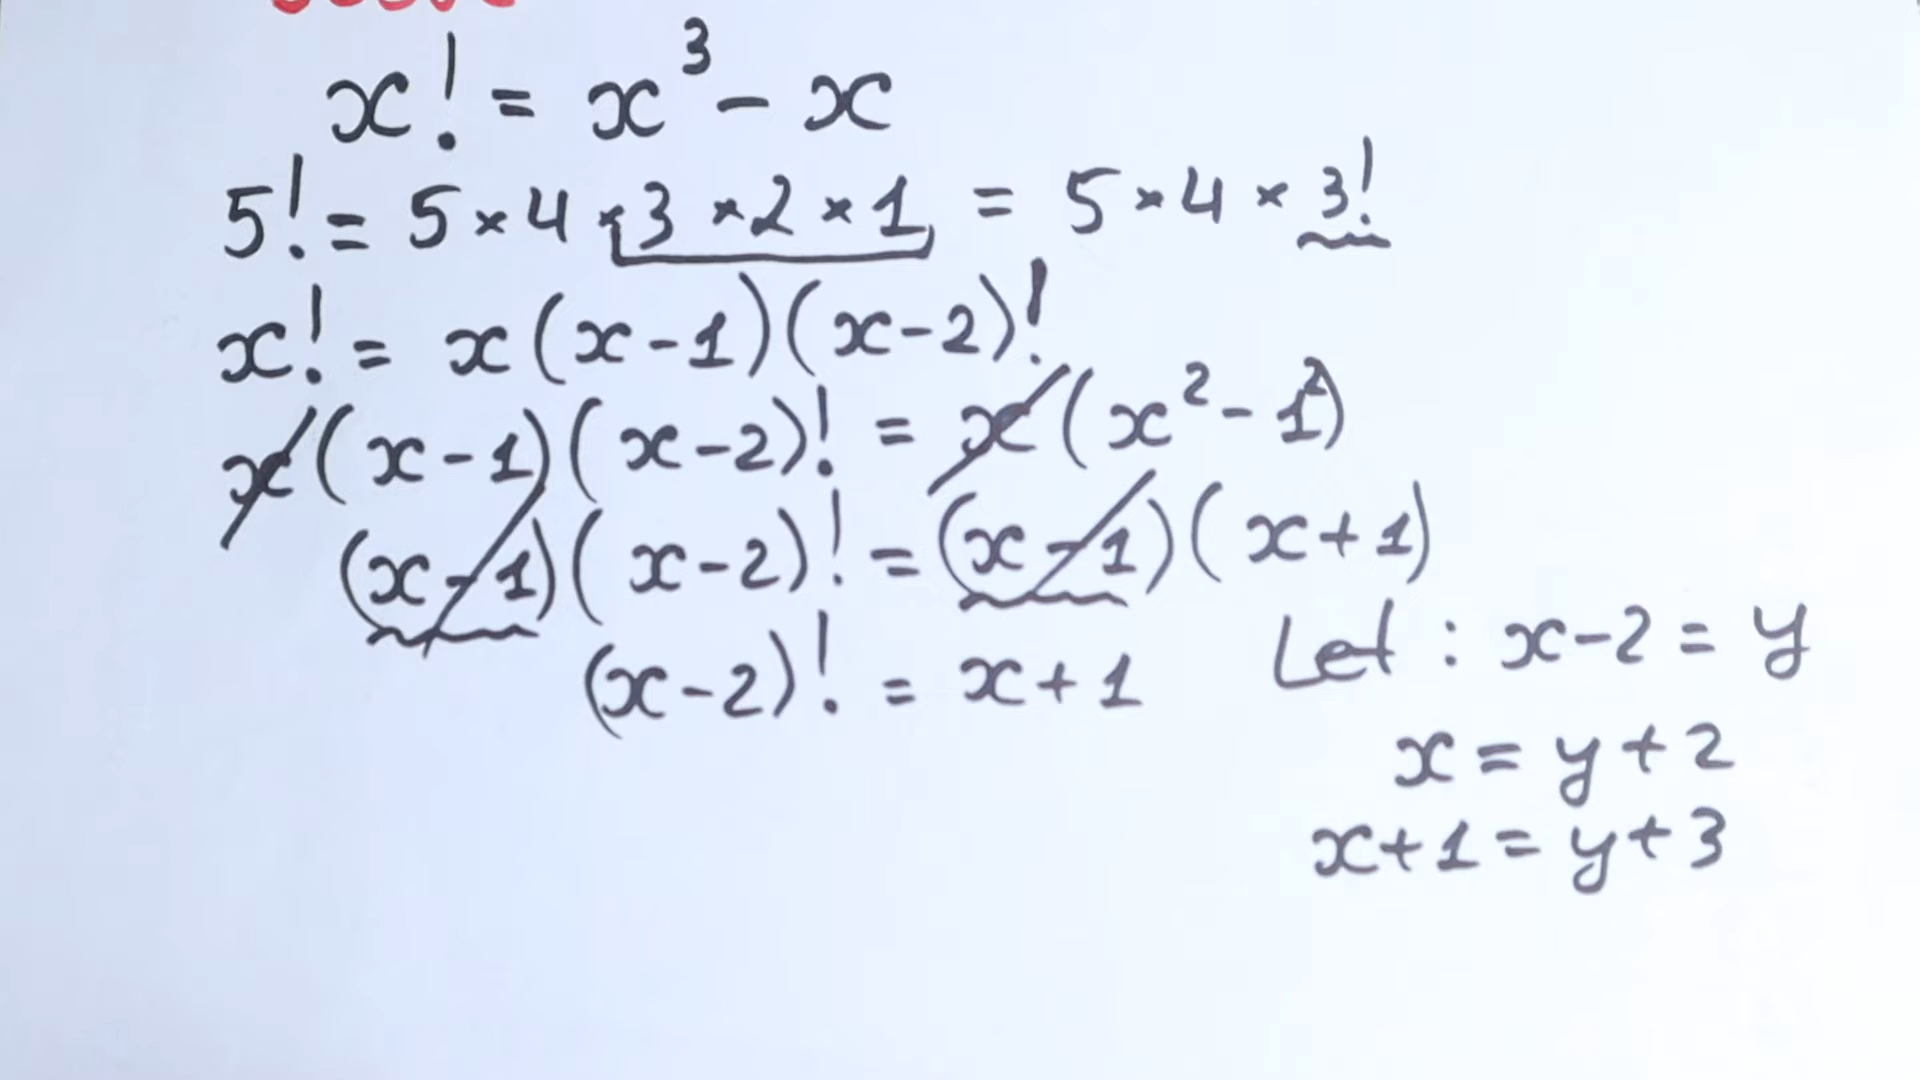 x! = x³ - x
5! = 5 × 4 × 3 × 2 × 1 = 5 × 4 × 3!
x! = x(x-1)(x-2)!
x(x-1)(x-2)! = x(x² - 1²)
(x-1)(x-2)! = (x-1)(x+1)
(x-2)! = x+1
Let : x-2 = y
x = y+2
x+1 = y+3